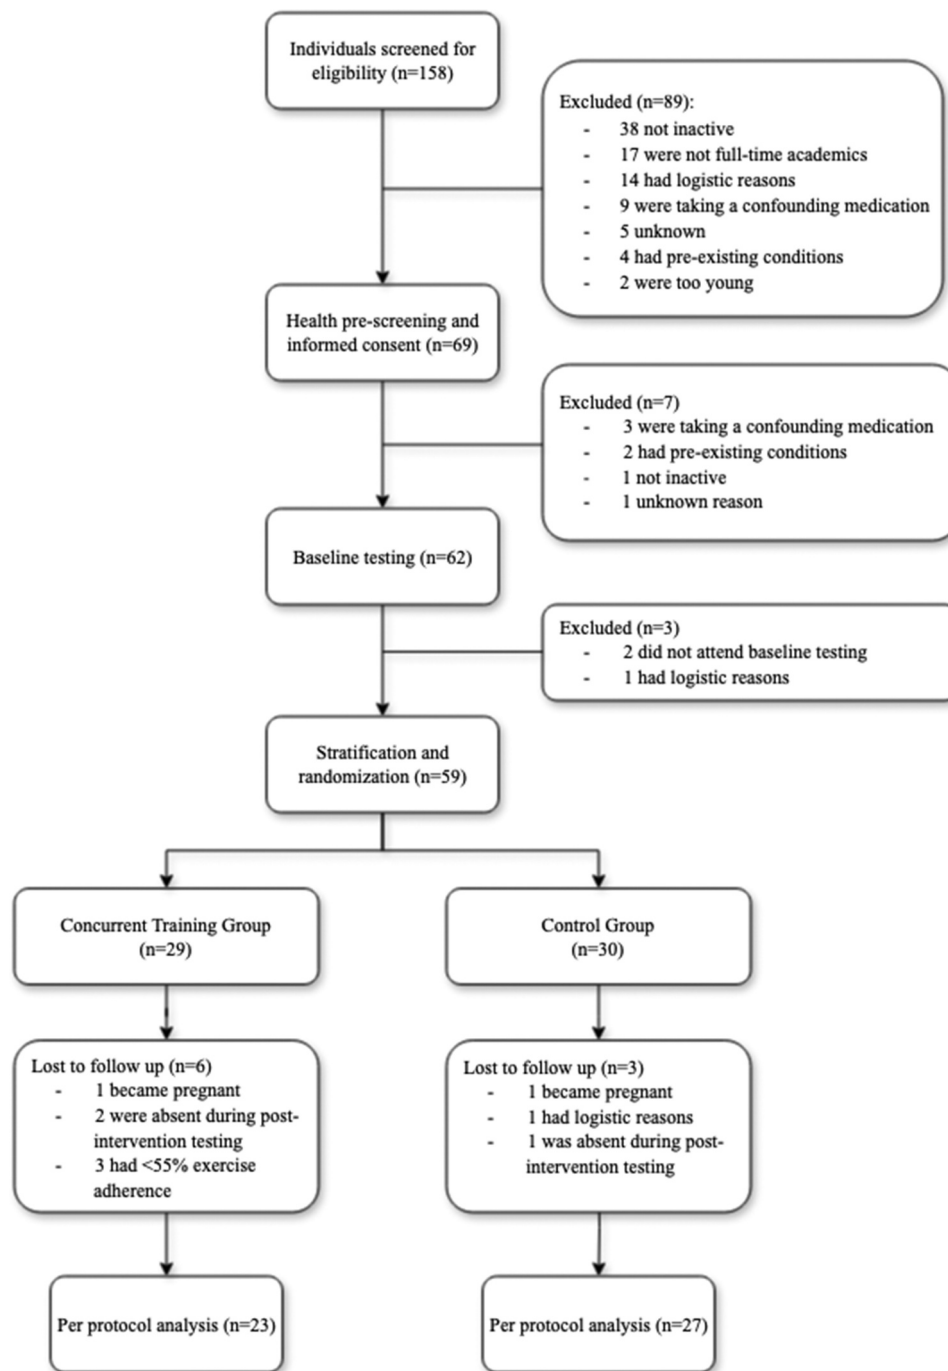 Individuals screened for
eligibility (n=158)
Excluded (n=89):
- 38 not inactive
- 17 were not full-time academics
- 14 had logistic reasons
- 9 were taking a confounding medication
- 5 unknown
- 4 had pre-existing conditions
- 2 were too young
Health pre-screening and
informed consent (n=69)
Excluded (n=7)
- 3 were taking a confounding medication
- 2 had pre-existing conditions
- 1 not inactive
- 1 unknown reason
Baseline testing (n=62)
Excluded (n=3)
- 2 did not attend baseline testing
- 1 had logistic reasons
Stratification and
randomization (n=59)
Concurrent Training Group
(n=29)
Control Group
(n=30)
Lost to follow up (n=6)
- 1 became pregnant
- 2 were absent during post-
intervention testing
- 3 had <55% exercise
adherence
Lost to follow up (n=3)
- 1 became pregnant
- 1 had logistic reasons
- 1 was absent during post-
intervention testing
Per protocol analysis (n=23)
Per protocol analysis (n=27)